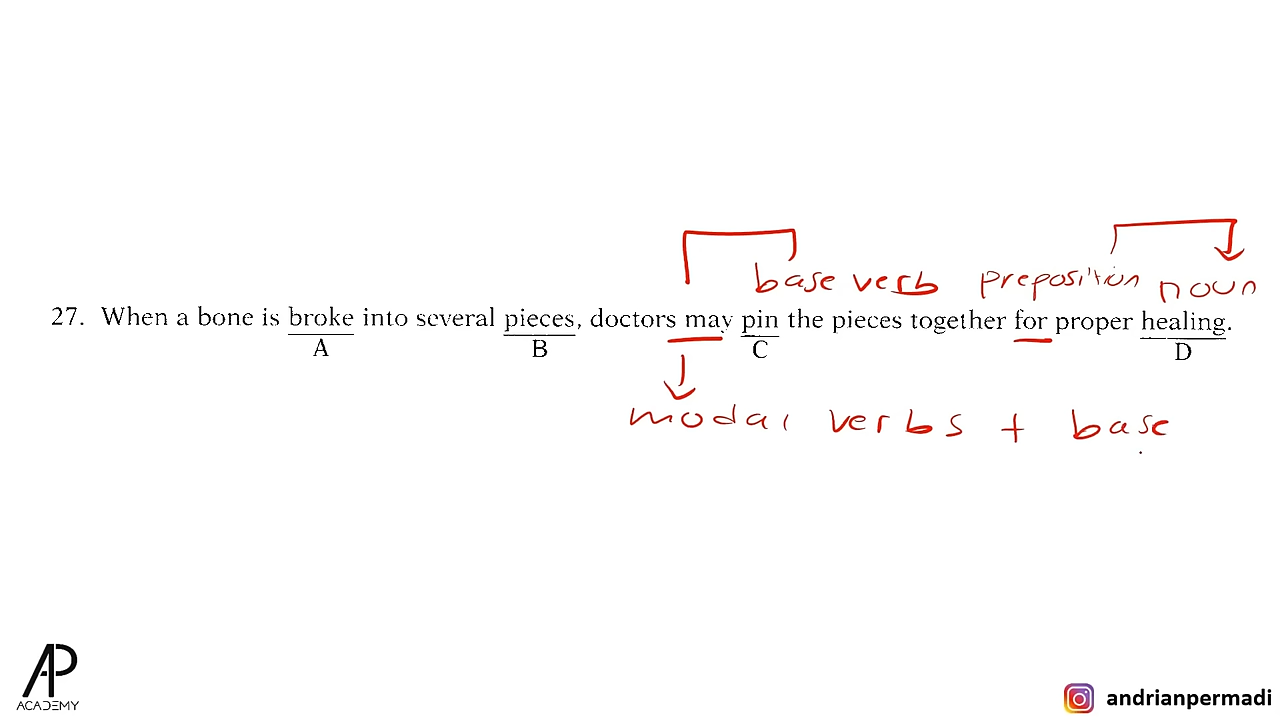 base verb preposition noun
27. When a bone is broke into several pieces, doctors may pin the pieces together for proper healing.
A B C D
modal verbs + base
AP
ACADEMY
andrianpermadi